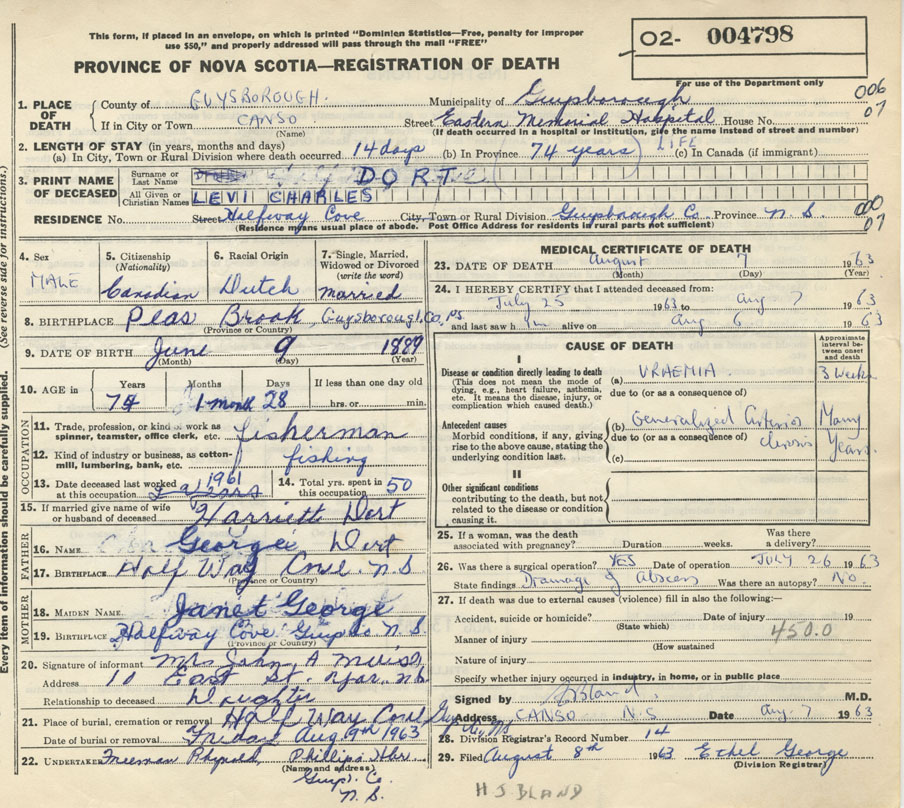 This form, if placed in an envelope, on which is printed "Dominion Statistics—Free, penalty for improper
use $50," and properly addressed will pass through the mail "FREE"
PROVINCE OF NOVA SCOTIA—REGISTRATION OF DEATH
02- 004798
For use of the Department only
006
07
1. PLACE OF DEATH { County of GUYSBOROUGH. Municipality of Guysborough
If in City or Town CANSO Street Eastern Memorial Hospital House No.
(Name) (If death occurred in a hospital or institution, give the name instead of street and number)
2. LENGTH OF STAY (in years, months and days) LIFE
(a) In City, Town or Rural Division where death occurred 14 days (b) In Province 74 years (c) In Canada (if immigrant)
3. PRINT NAME OF DECEASED { Surname or Last Name DORT
All Given or Christian Names LEVI CHARLES
RESIDENCE No. Street Halfway Cove City, Town or Rural Division Guysborough Co. Province N.S. 000
07
(Residence means usual place of abode. Post Office Address for residents in rural parts not sufficient)
4. Sex MALE
5. Citizenship (Nationality) Canadian
6. Racial Origin Dutch
7. Single, Married, Widowed or Divorced (write the word) married
8. BIRTHPLACE Peas Brook, Guysborough Co.
(Province or Country)
9. DATE OF BIRTH June 9 1889
(Month) (Day) (Year)
10. AGE in Years Months Days If less than one day old
74 1 month 28 hrs. or min.
OCCUPATION
11. Trade, profession, or kind of work as spinner, teamster, office clerk, etc. fisherman
12. Kind of industry or business, as cotton-mill, lumbering, bank, etc. fishing
13. Date deceased last worked at this occupation 1961
14. Total yrs. spent in this occupation 50
15. If married give name of wife or husband of deceased Harriett Dort
FATHER
16. NAME George Dort
17. BIRTHPLACE Half Way Cove N.S
(Province or Country)
MOTHER
18. MAIDEN NAME Janet George
19. BIRTHPLACE Halfway Cove Guys Co N.S
(Province or Country)
20. Signature of informant Mrs John A
Address 10 East St.
Relationship to deceased Daughter
21. Place of burial, cremation or removal Half Way Cove
Date of burial or removal Friday Aug 9th 1963
22. UNDERTAKER Freeman Phillips Hbr.
(Name and address)
Guys. Co.
N.S.
MEDICAL CERTIFICATE OF DEATH
23. DATE OF DEATH August 7 1963
(Month) (Day) (Year)
24. I HEREBY CERTIFY that I attended deceased from:
July 25 1963 to Aug 7 1963
and last saw him alive on Aug 6 1963
CAUSE OF DEATH
Approximate interval between onset and death
I
Disease or condition directly leading to death (a) URAEMIA 3 weeks
(This does not mean the mode of dying, e.g., heart failure, asthenia, etc. It means the disease, injury, or complication which caused death.)
due to (or as a consequence of)
Antecedent causes (b) Generalized Arterio Many
Morbid conditions, if any, giving rise to the above cause, stating the underlying condition last.
due to (or as a consequence of) clerosis Years.
(c)
II
Other significant conditions
contributing to the death, but not related to the disease or condition causing it.
25. If a woman, was the death associated with pregnancy? Duration weeks. Was there a delivery?
26. Was there a surgical operation? YES Date of operation JULY 26 1963
State findings Drainage of Abscess Was there an autopsy? No.
27. If death was due to external causes (violence) fill in also the following:—
Accident, suicide or homicide? Date of injury 19
(State which)
450.0
Manner of injury
(How sustained
Nature of injury
Specify whether injury occurred in industry, in home, or in public place
Signed by Bland M.D.
Address CANSO N.S Date Aug. 7 1963
28. Division Registrar's Record Number 14
29. Filed August 8th 1963 Ethel George
(Division Registrar)
H J BLAND
(See reverse side for instructions.)
Every item of information should be carefully supplied.